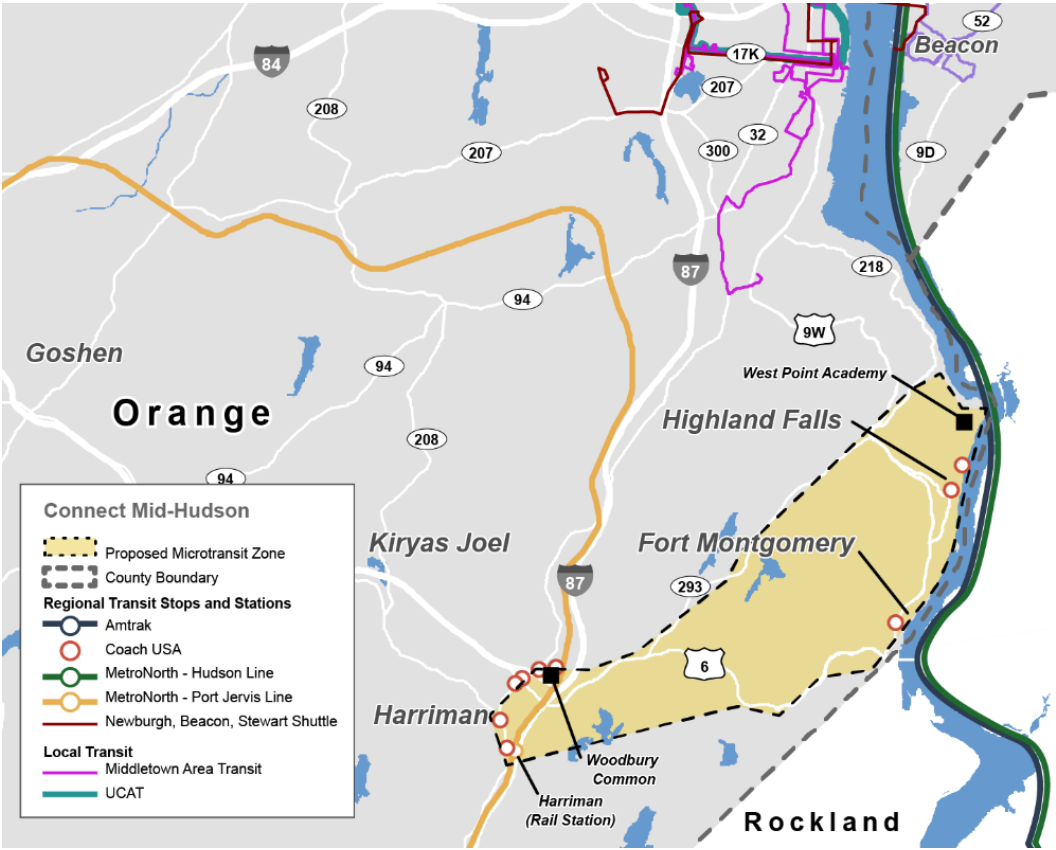 52
Beacon
17K
84
207
208
32
300
207
9D
218
87
94
9W
Goshen
94
West Point Academy
Orange
Highland Falls
208
94
Kiryas Joel
Fort Montgomery
87
293
6
Harriman
Woodbury
Common
Harriman
(Rail Station)
Rockland
Connect Mid-Hudson
Proposed Microtransit Zone
County Boundary
Regional Transit Stops and Stations
Amtrak
Coach USA
MetroNorth - Hudson Line
MetroNorth - Port Jervis Line
Newburgh, Beacon, Stewart Shuttle
Local Transit
Middletown Area Transit
UCAT